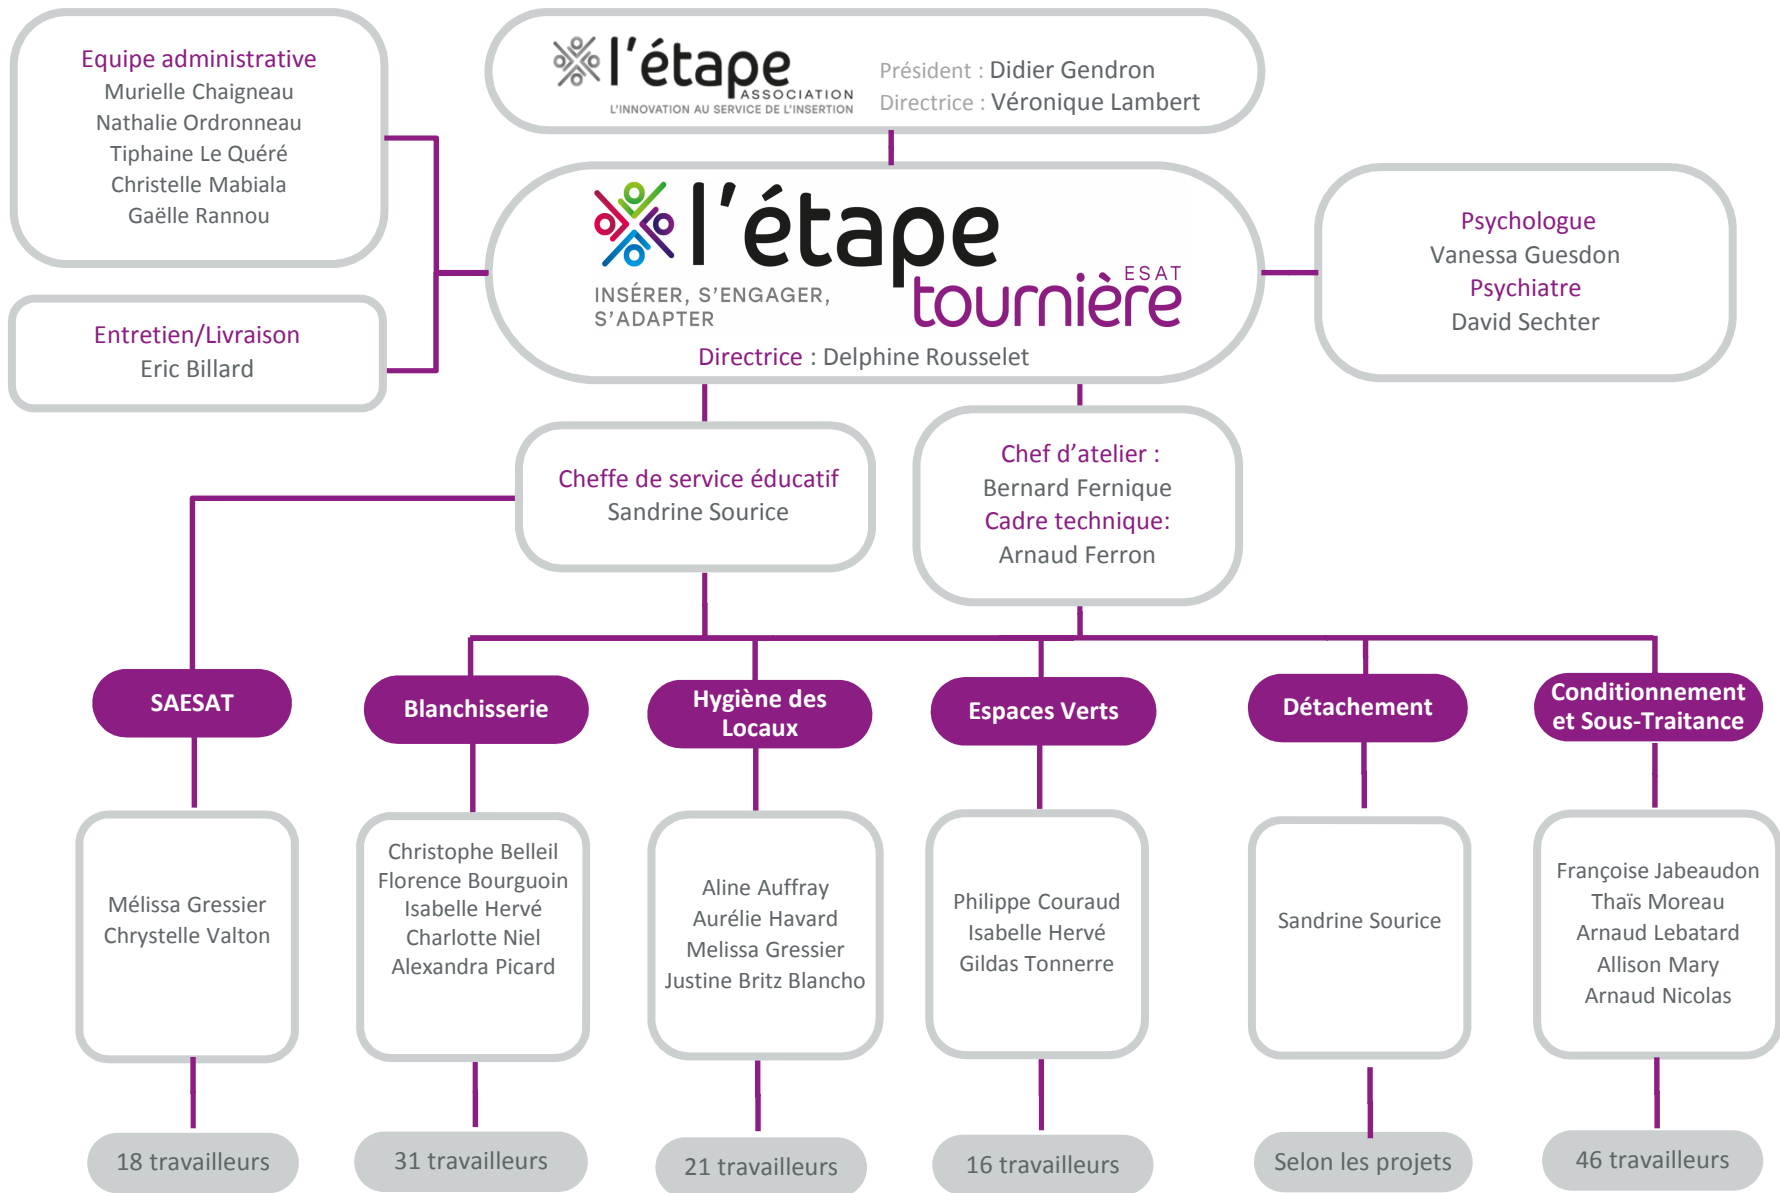 Equipe administrative
Murielle Chaigneau
Nathalie Ordronneau
Tiphaine Le Quéré
Christelle Mabiala
Gaëlle Rannou
Entretien/Livraison
Eric Billard
l'étape
ASSOCIATION
L'INNOVATION AU SERVICE DE L'INSERTION
Président : Didier Gendron
Directrice : Véronique Lambert
l'étape
ESAT
tournière
INSÉRER, S'ENGAGER,
S'ADAPTER
Directrice : Delphine Rousselet
Psychologue
Vanessa Guesdon
Psychiatre
David Sechter
Cheffe de service éducatif
Sandrine Sourice
Chef d’atelier :
Bernard Fernique
Cadre technique:
Arnaud Ferron
SAESAT
Mélissa Gressier
Chrystelle Valton
18 travailleurs
Blanchisserie
Christophe Belleil
Florence Bourguoin
Isabelle Hervé
Charlotte Niel
Alexandra Picard
31 travailleurs
Hygiène des
Locaux
Aline Auffray
Aurélie Havard
Melissa Gressier
Justine Britz Blancho
21 travailleurs
Espaces Verts
Philippe Couraud
Isabelle Hervé
Gildas Tonnerre
16 travailleurs
Détachement
Sandrine Sourice
Selon les projets
Conditionnement
et Sous-Traitance
Françoise Jabeaudon
Thaïs Moreau
Arnaud Lebatard
Allison Mary
Arnaud Nicolas
46 travailleurs